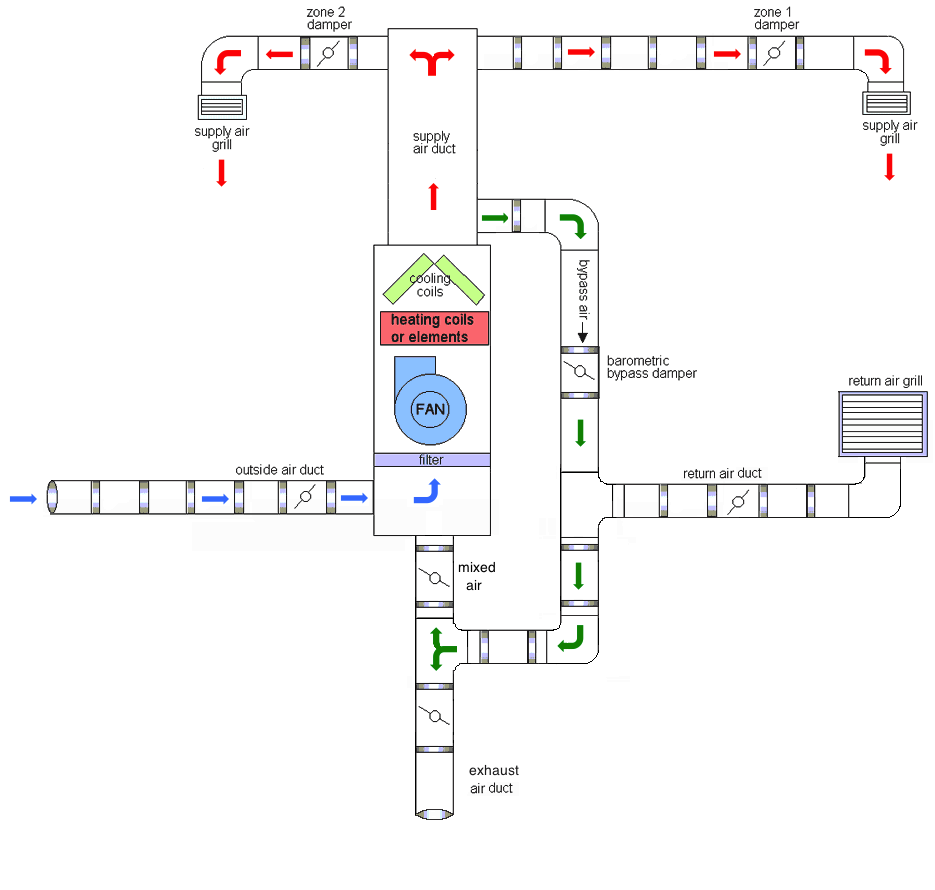 zone 2
damper
zone 1
damper
supply air
grill
supply
air duct
supply air
grill
cooling
coils
bypass air
heating coils
or elements
barometric
bypass damper
return air grill
FAN
filter
outside air duct
return air duct
mixed
air
exhaust
air duct